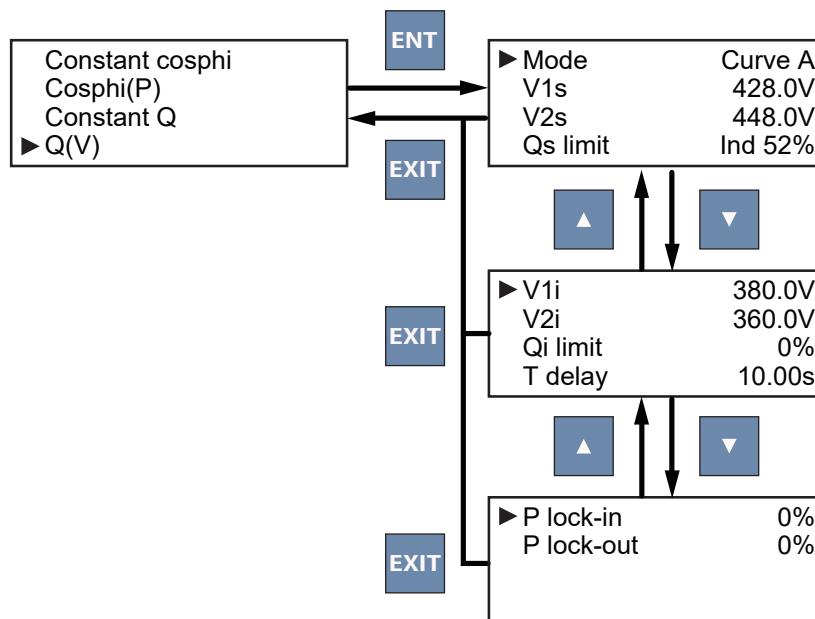 ENT
Constant cosphi
Cosphi(P)
Constant Q
▶ Q(V)
EXIT
▶ Mode Curve A
V1s 428.0V
V2s 448.0V
Qs limit Ind 52%
▲ ▼
EXIT
▶ V1i 380.0V
V2i 360.0V
Qi limit 0%
T delay 10.00s
▲ ▼
EXIT
▶ P lock-in 0%
P lock-out 0%